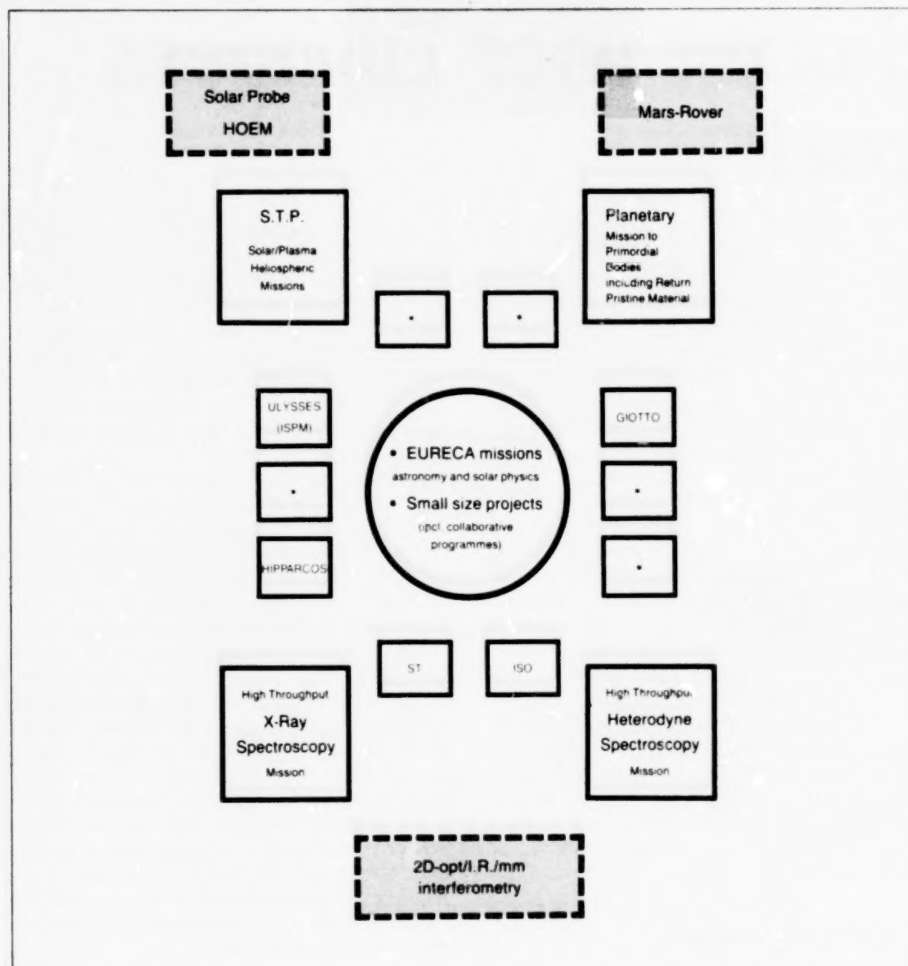 Solar Probe
HOEM
Mars-Rover
S.T.P.
Solar/Plasma
Heliospheric
Missions
Planetary
Mission to
Primordial
Bodies
including Return
Pristine Material
•
•
ULYSSES
(ISPM)
•
HIPPARCOS
• EURECA missions
astronomy and solar physics
• Small size projects
(incl. collaborative
programmes)
GIOTTO
•
•
ST
ISO
High Throughput
X-Ray
Spectroscopy
Mission
High Throughput
Heterodyne
Spectroscopy
Mission
2D-opt/I.R./mm
interferometry